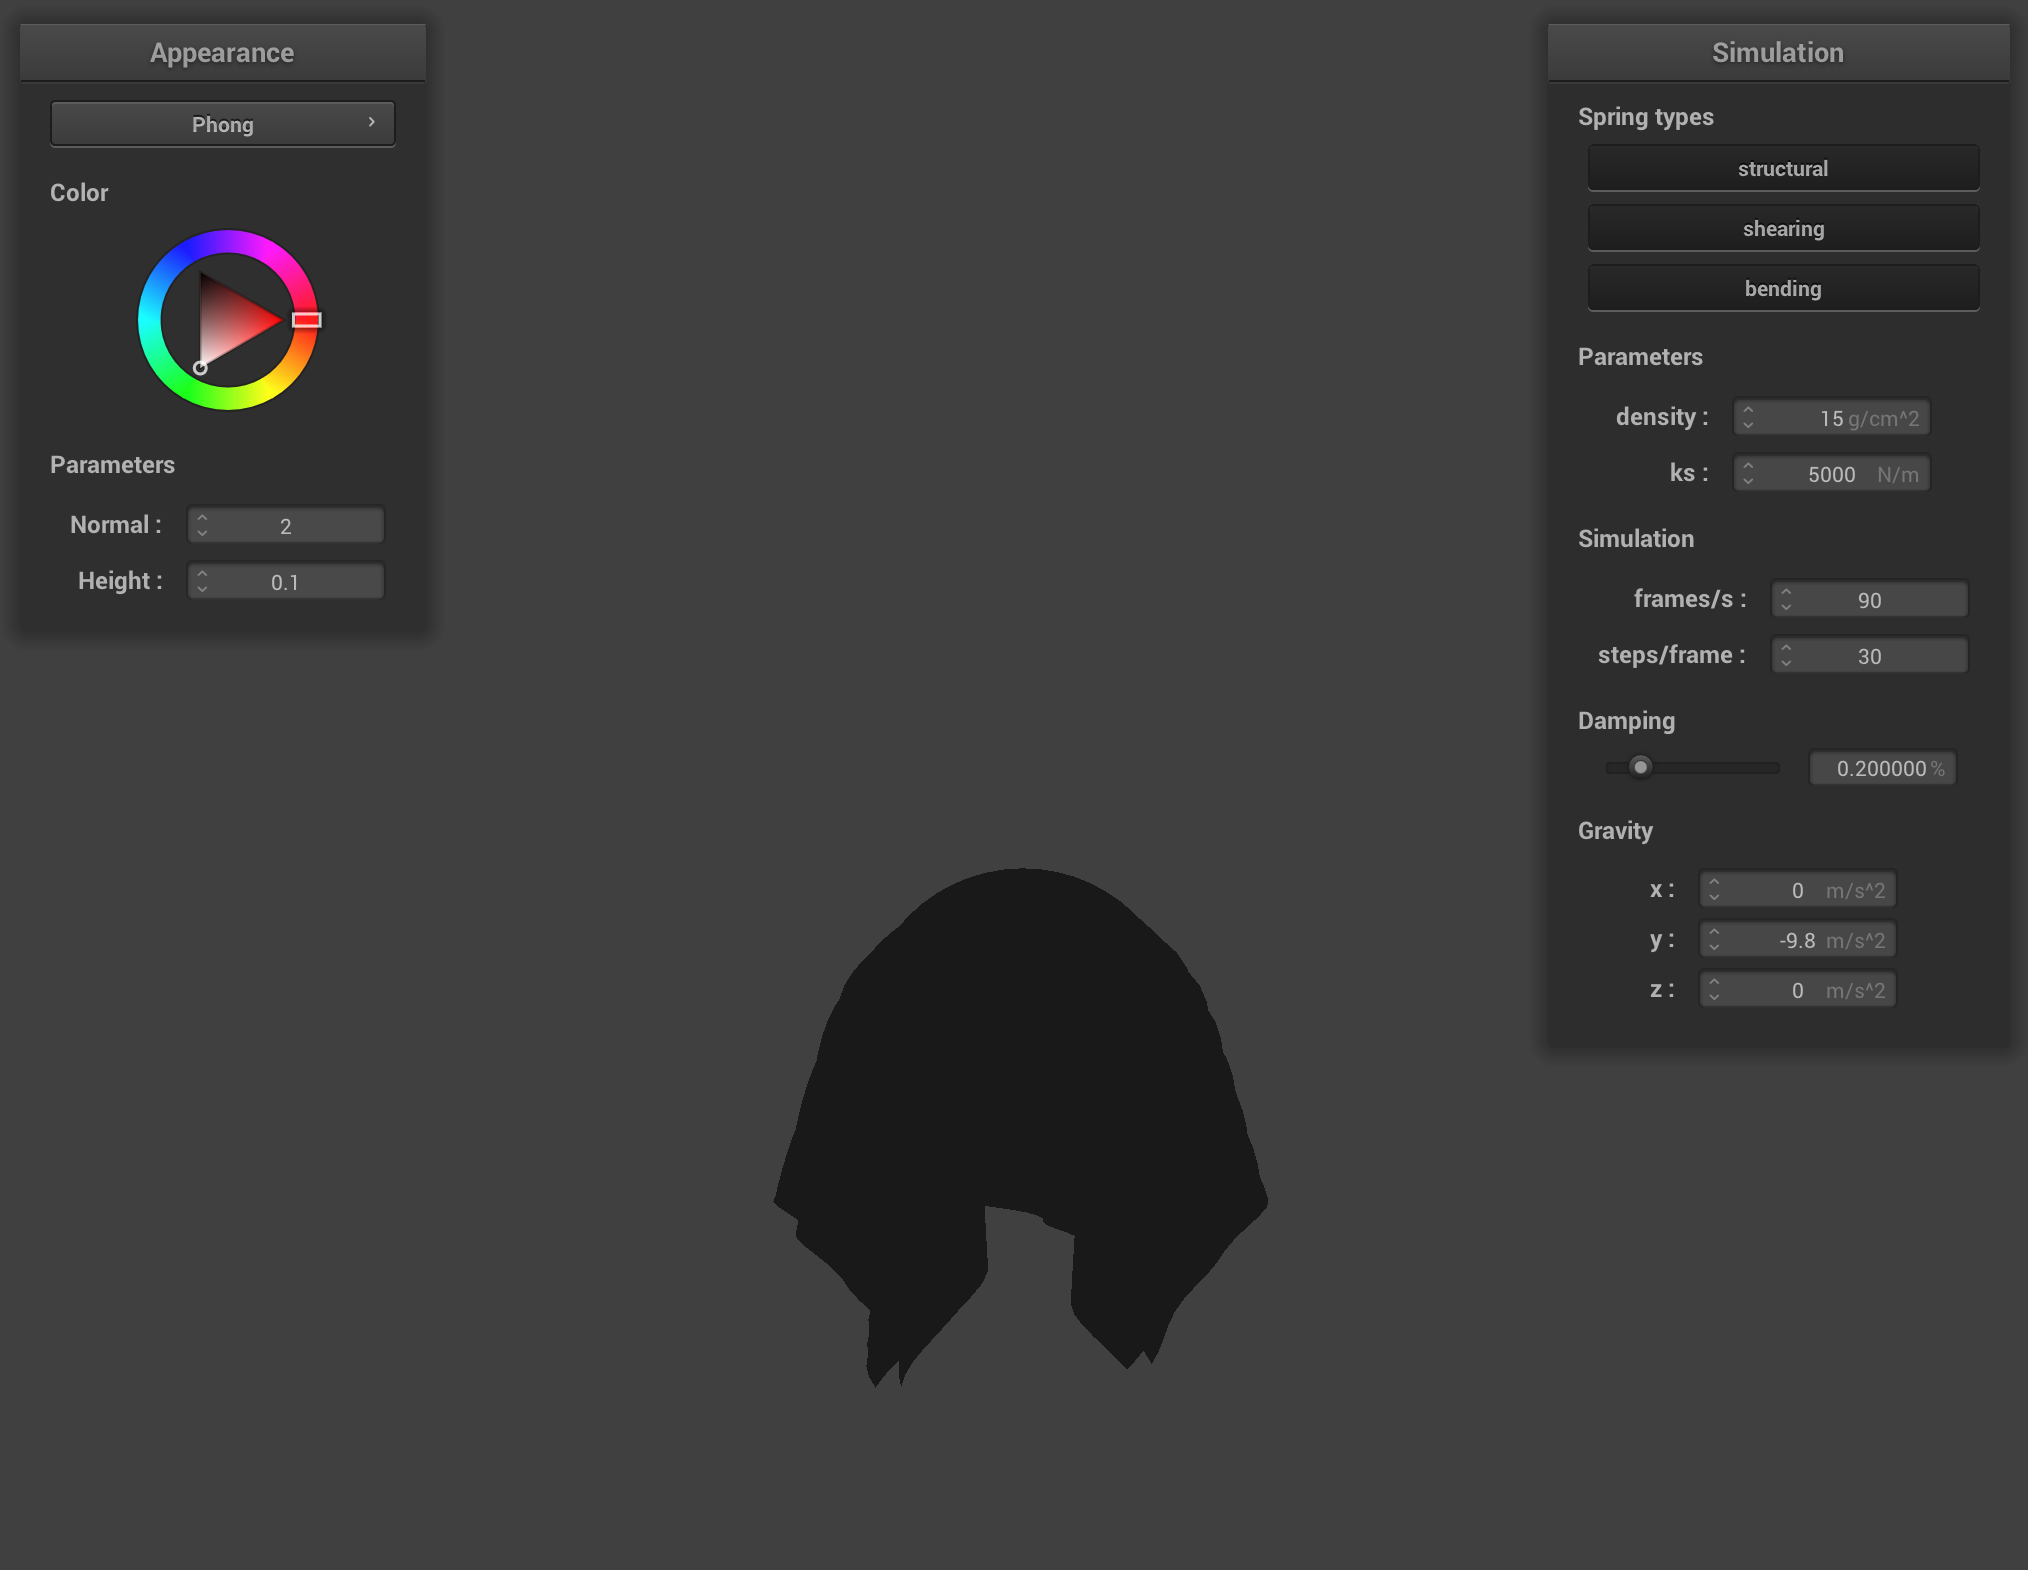 Appearance
Phong
Color
Parameters
Normal : 2
Height : 0.1
Simulation
Spring types
structural
shearing
bending
Parameters
density : 15 g/cm^2
ks : 5000 N/m
Simulation
frames/s : 90
steps/frame : 30
Damping
0.200000 %
Gravity
x : 0 m/s^2
y : -9.8 m/s^2
z : 0 m/s^2